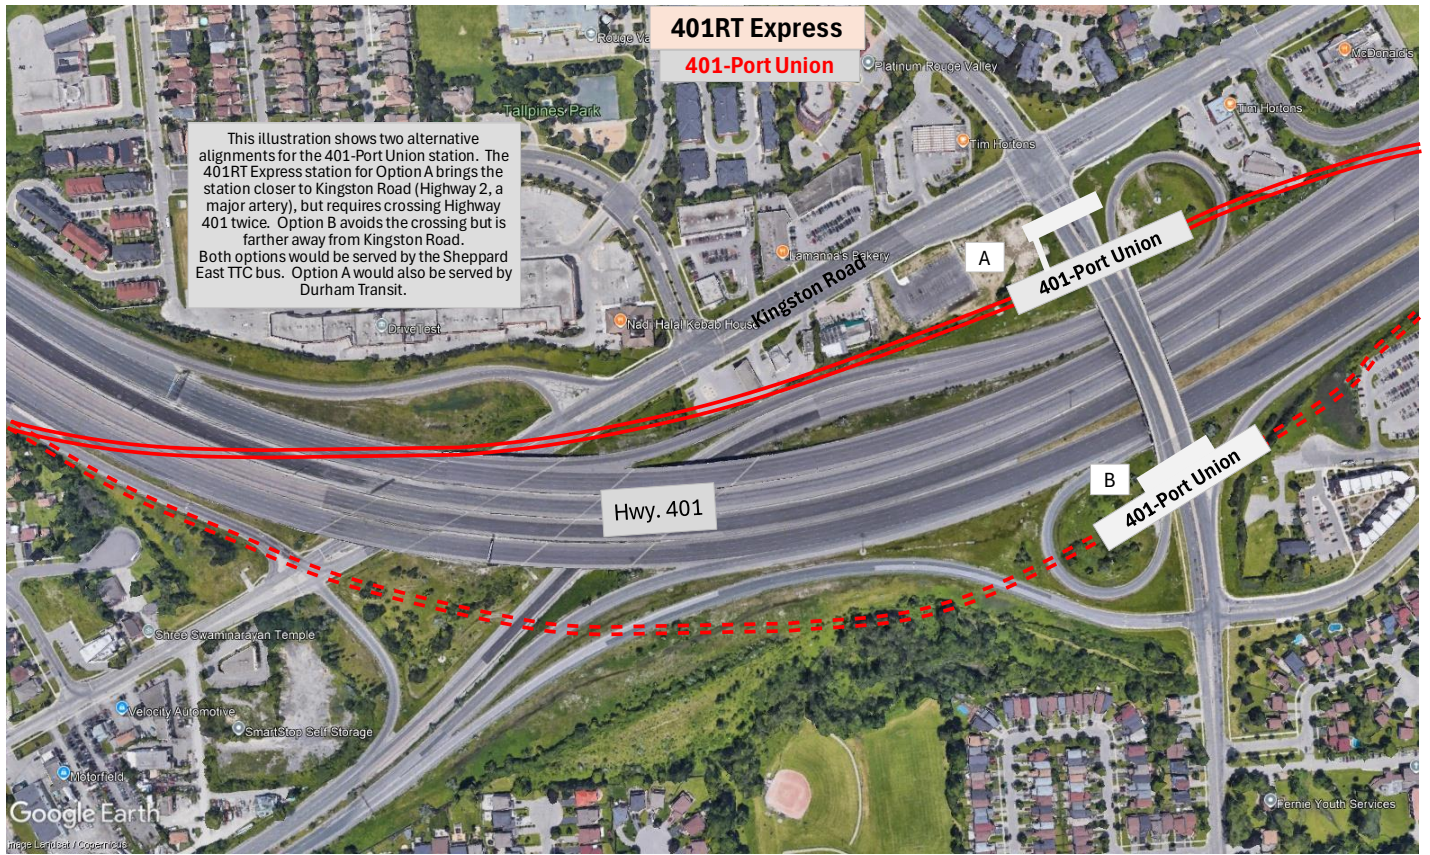 401RT Express
401-Port Union
Rouge Va
Platinum Rouge Valley
McDonald's
Tim Hortons
Tallpines Park
Tim Hortons
This illustration shows two alternative
alignments for the 401-Port Union station. The
401RT Express station for Option A brings the
station closer to Kingston Road (Highway 2, a
major artery), but requires crossing Highway
401 twice. Option B avoids the crossing but is
farther away from Kingston Road.
Both options would be served by the Sheppard
East TTC bus. Option A would also be served by
Durham Transit.
A
401-Port Union
Lamanna's Bakery
Kingston Road
DriveTest
Nadi Halal Kebab House
B
401-Port Union
Hwy. 401
Shree Swaminarayan Temple
Velocity Automotive
SmartStop Self Storage
Motorfield
Fernie Youth Services
Google Earth
Image Landsat / Copernicus